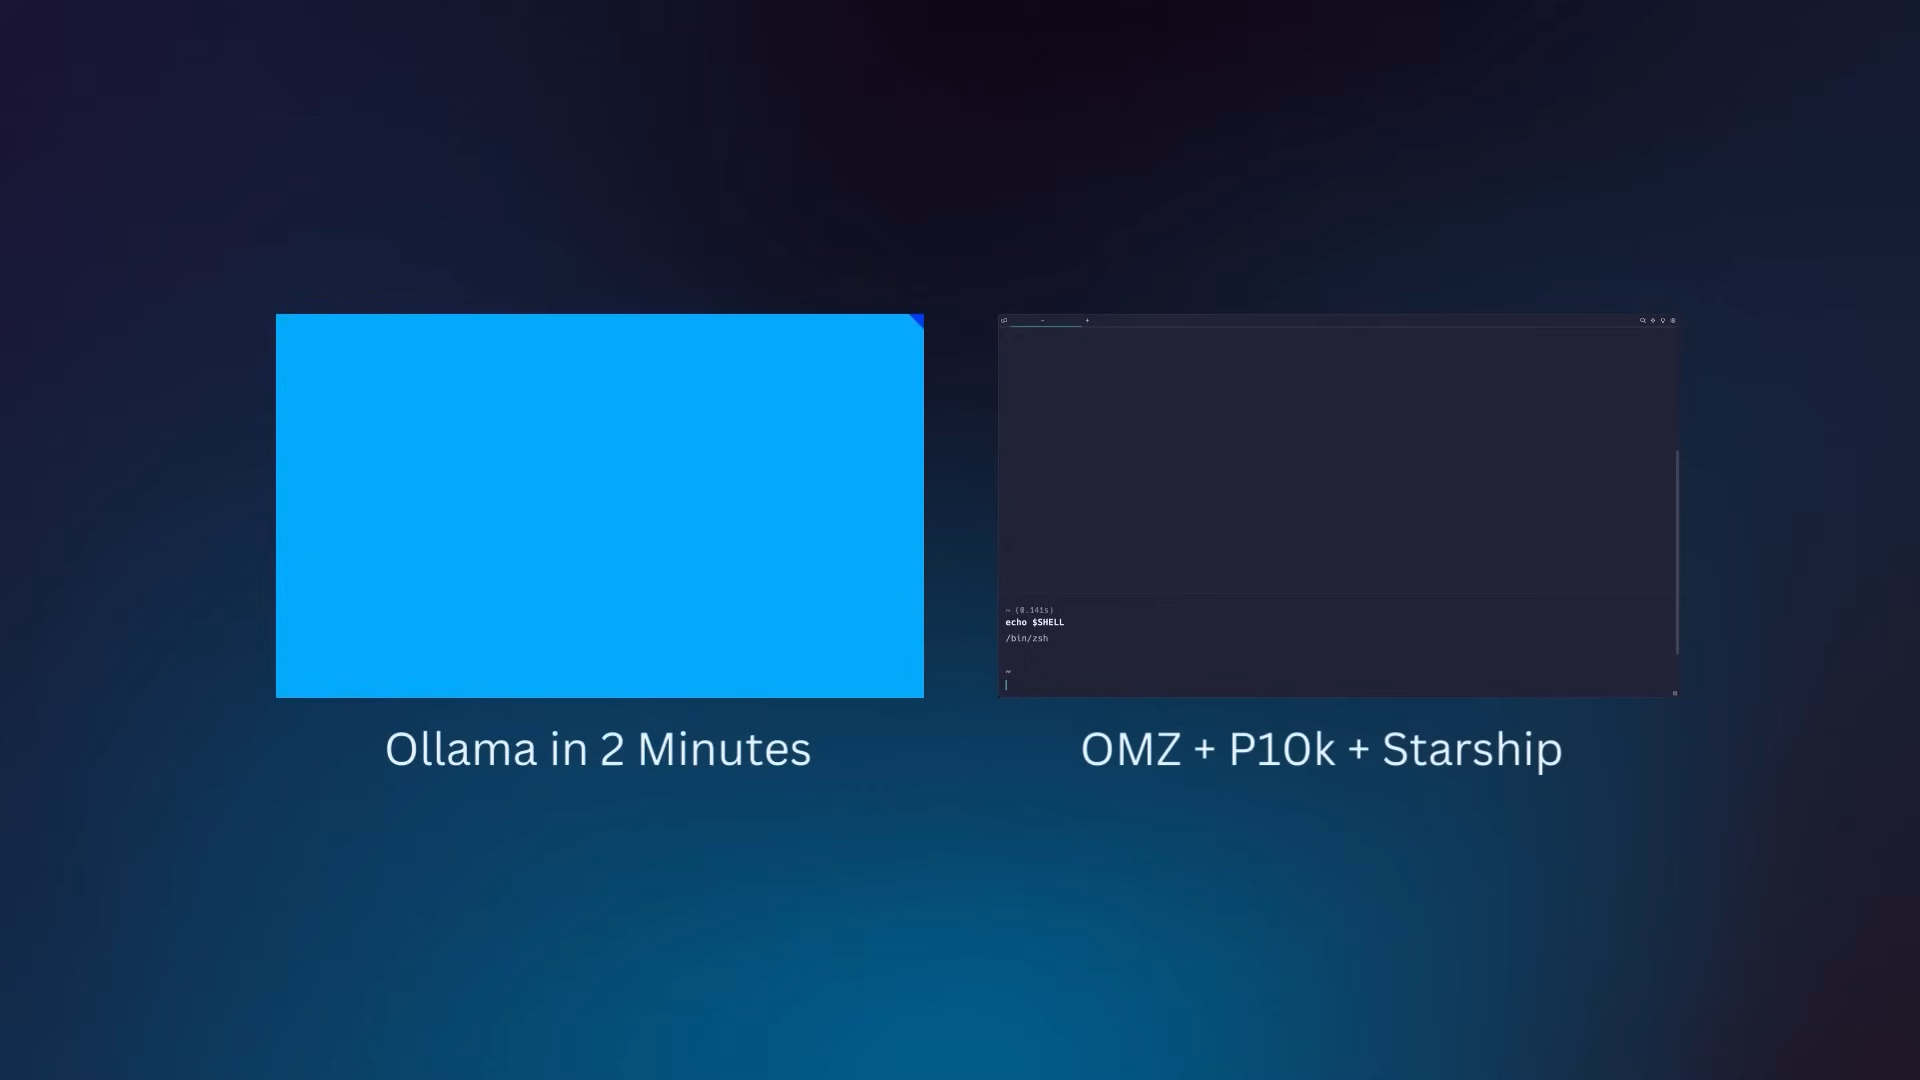 ~ (0.141s)
echo $SHELL
/bin/zsh
~
Ollama in 2 Minutes
OMZ + P10k + Starship